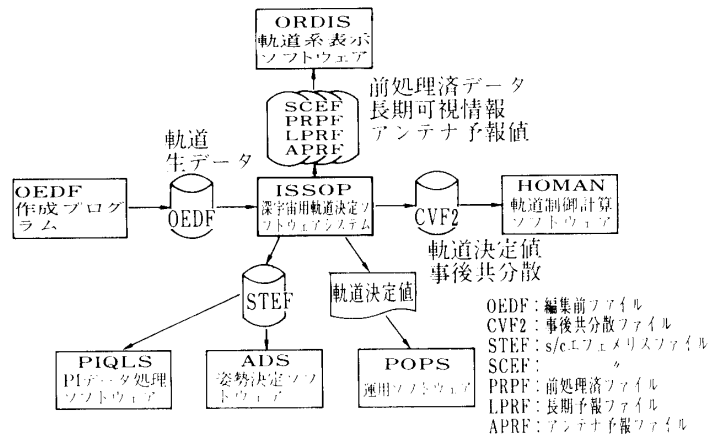 ORDIS
軌道系表示
ソフトウェア
SCEF
PRPF
LPRF
APRF
前処理済データ
長期可視情報
アンテナ予報値
軌道
生データ
OEDF
作成プログ
ラム
OEDF
ISSOP
深宇宙用軌道決定ソ
フトウェアシステム
CVF2
HOMAN
軌道制御計算
ソフトウェア
軌道決定値
事後共分散
STEF
軌道決定値
PIQLS
PIデータ処理
ソフトウェア
ADS
姿勢決定ソフ
トウェア
POPS
運用ソフトウェア
OEDF：編集前ファイル
CVF2：事後共分散ファイル
STEF：s/cエフェメリスファイル
SCEF：　〃
PRPF：前処理済ファイル
LPRF：長期予報ファイル
APRF：アンテナ予報ファイル